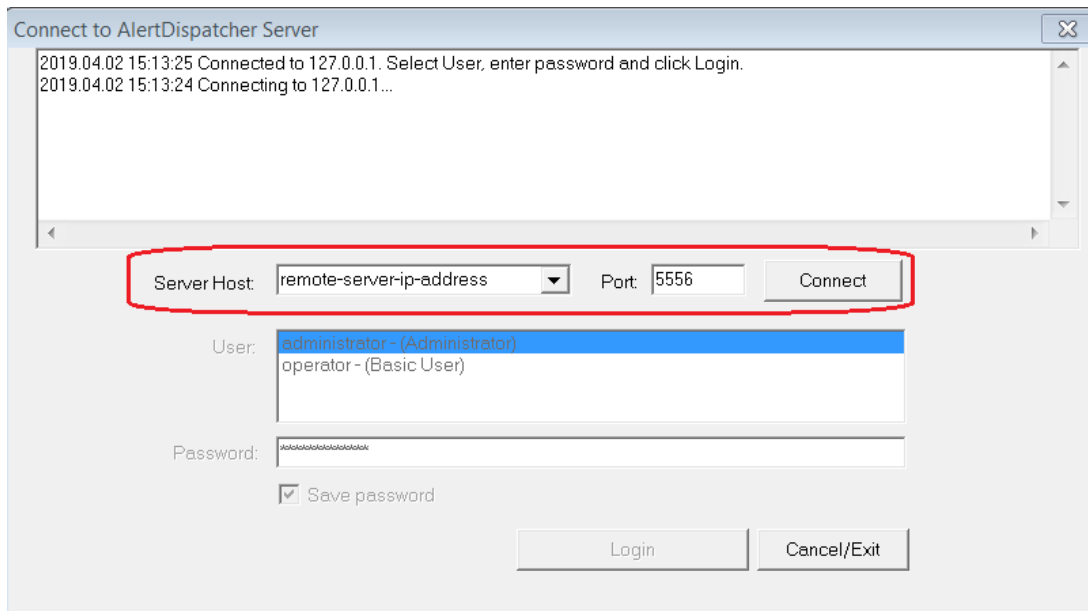 Connect to AlertDispatcher Server
2019.04.02 15:13:25 Connected to 127.0.0.1. Select User, enter password and click Login.
2019.04.02 15:13:24 Connecting to 127.0.0.1...
Server Host: remote-server-ip-address Port: 5556 Connect
User: administrator - (Administrator)
operator - (Basic User)
Password: **************
Save password
Login Cancel/Exit